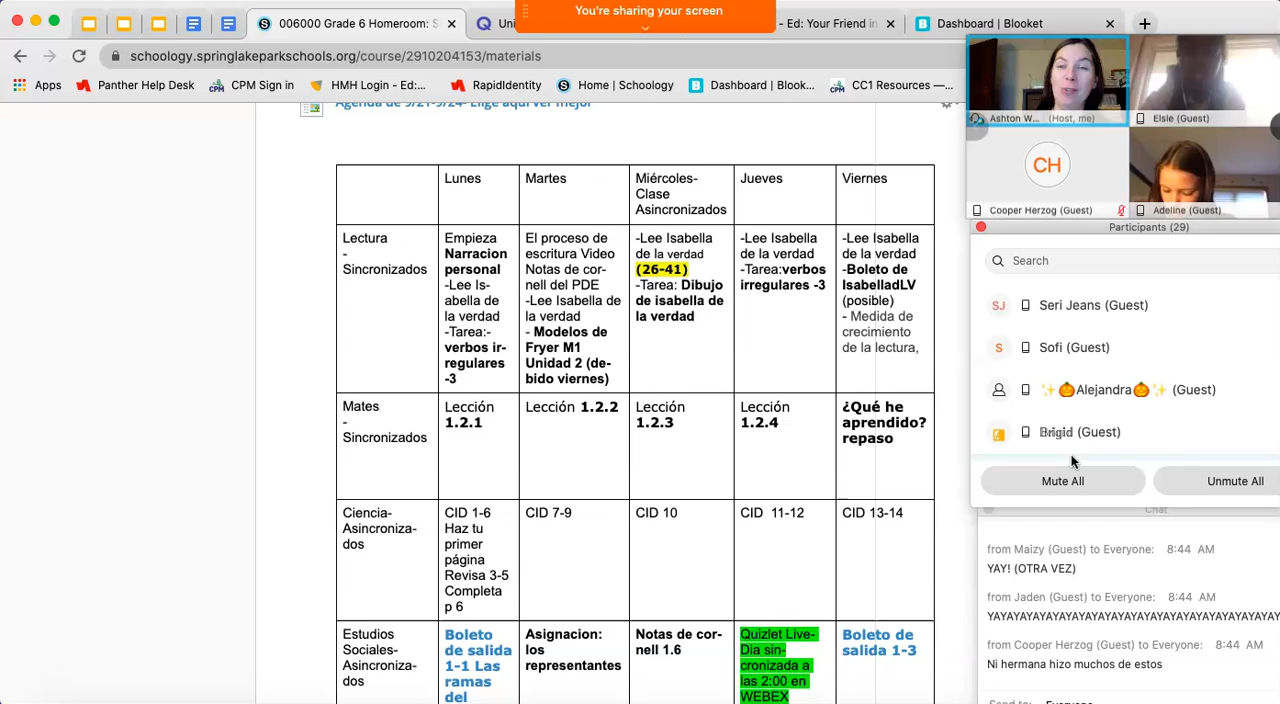 You're sharing your screen
006000 Grade 6 Homeroom: S
Uni
- Ed: Your Friend in
Dashboard | Blooket
schoology.springlakeparkschools.org/course/2910204153/materials
Apps
Panther Help Desk
CPM Sign In
HMH Login - Ed:...
RapidIdentity
Home | Schoology
Dashboard | Blook...
CC1 Resources —...
Agenda de 9/21-9/24- Elige aquí ver mejor
Lunes
Martes
Miércoles-
Clase
Asincronizados
Jueves
Viernes
Lectura
-
Sincronizados
Empieza
Narracion
personal
-Lee Is-
abella de
la verdad
-Tarea:-
verbos ir-
regulares
-3
El proceso de
escritura Video
Notas de cor-
nell del PDE
-Lee Isabella de
la verdad
- Modelos de
Fryer M1
Unidad 2 (de-
bido viernes)
-Lee Isabella
de la verdad
(26-41)
-Tarea: Dibujo
de isabella de
la verdad
-Lee Isabella
de la verdad
-Tarea:verbos
irregulares -3
-Lee Isabella
de la verdad
-Boleto de
IsabelladLV
(posible)
- Medida de
crecimiento
de la lectura,
Mates
-
Sincronizados
Lección
1.2.1
Lección 1.2.2
Lección
1.2.3
Lección
1.2.4
¿Qué he
aprendido?
repaso
Ciencia-
Asincroniza-
dos
CID 1-6
Haz tu
primer
página
Revisa 3-5
Completa
p 6
CID 7-9
CID 10
CID 11-12
CID 13-14
Estudios
Sociales-
Asincroniza-
dos
Boleto
de salida
1-1 Las
ramas
del
Asignacion:
los
representantes
Notas de cor-
nell 1.6
Quizlet Live-
Dia sin-
cronizada a
las 2:00 en
WEBEX
Boleto de
salida 1-3
Ashton W... (Host, me)
Elsie (Guest)
CH
Cooper Herzog (Guest)
Adeline (Guest)
Participants (29)
Search
SJ Seri Jeans (Guest)
S Sofi (Guest)
✨🎃Alejandra🎃✨ (Guest)
Brigid (Guest)
Mute All
Unmute All
Chat
from Maizy (Guest) to Everyone: 8:44 AM
YAY! (OTRA VEZ)
from Jaden (Guest) to Everyone: 8:44 AM
YAYAYAYAYAYAYAYAYAYAYAYAYAYAYAYAYAYAYAY
from Cooper Herzog (Guest) to Everyone: 8:44 AM
Ni hermana hizo muchos de estos
Send to: Everyone